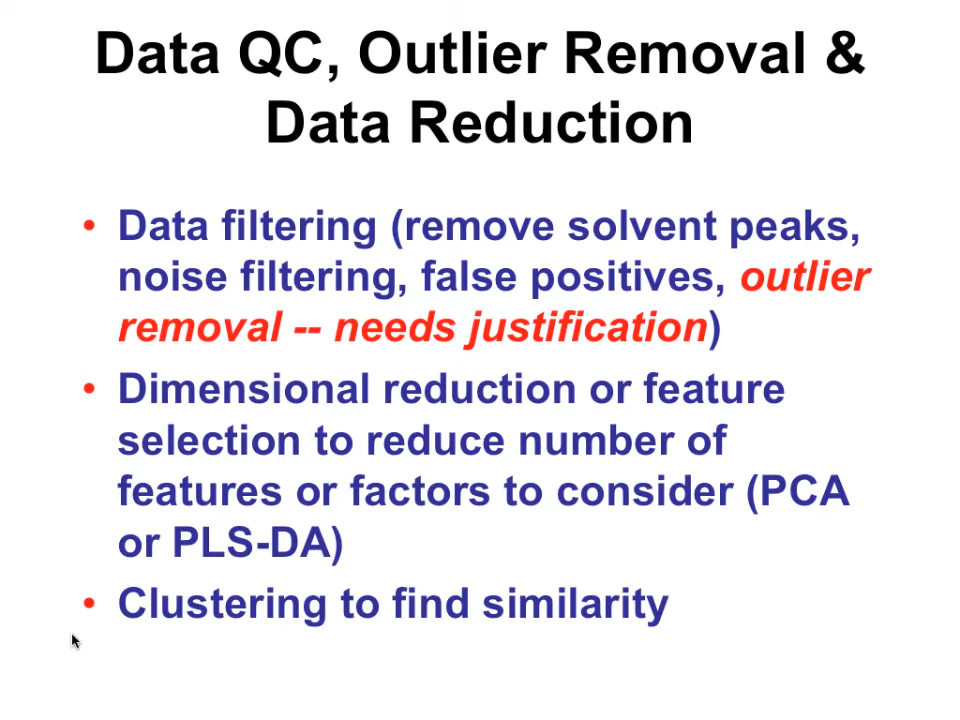 Data QC, Outlier Removal &
Data Reduction
• Data filtering (remove solvent peaks,
noise filtering, false positives, outlier
removal -- needs justification)
• Dimensional reduction or feature
selection to reduce number of
features or factors to consider (PCA
or PLS-DA)
• Clustering to find similarity